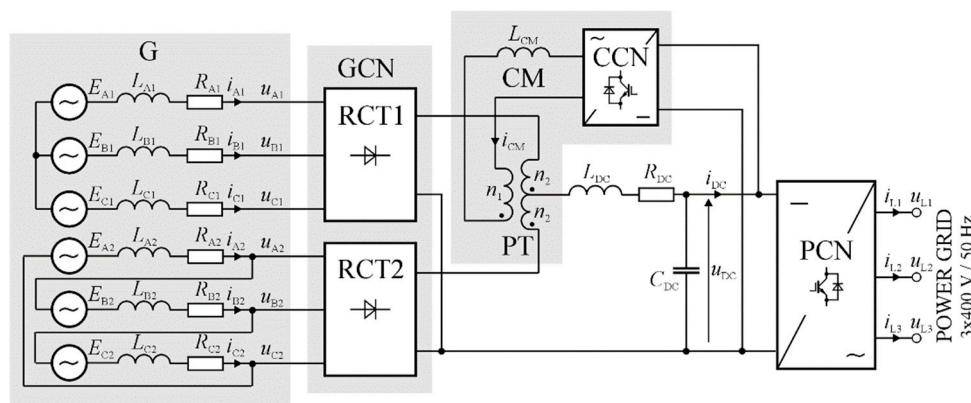 G
GCN
L_CM
CM
~
CCN
−
E_A1 L_A1 R_A1 i_A1 u_A1
E_B1 L_B1 R_B1 i_B1 u_B1
E_C1 L_C1 R_C1 i_C1 u_C1
E_A2 L_A2 R_A2 i_A2 u_A2
E_B2 L_B2 R_B2 i_B2 u_B2
E_C2 L_C2 R_C2 i_C2 u_C2
~
~
~
~
~
~
RCT1
RCT2
i_CM
n_1
n_2
n_2
PT
L_DC
R_DC
i_DC
C_DC
u_DC
−
PCN
~
i_L1 u_L1
i_L2 u_L2
i_L3 u_L3
POWER GRID
3x400 V / 50 Hz